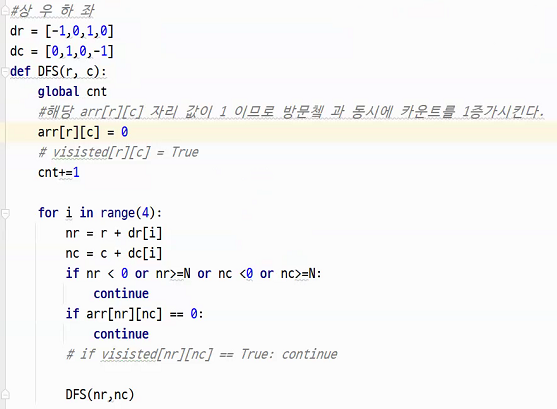 #상 우 하 좌
dr = [-1,0,1,0]
dc = [0,1,0,-1]
def DFS(r, c):
global cnt
#해당 arr[r][c] 자리 값이 1 이므로 방문쳌 과 동시에 카운트를 1증가시킨다.
arr[r][c] = 0
# visisted[r][c] = True
cnt+=1
for i in range(4):
nr = r + dr[i]
nc = c + dc[i]
if nr < 0 or nr>=N or nc <0 or nc>=N:
continue
if arr[nr][nc] == 0:
continue
# if visisted[nr][nc] == True: continue
DFS(nr,nc)